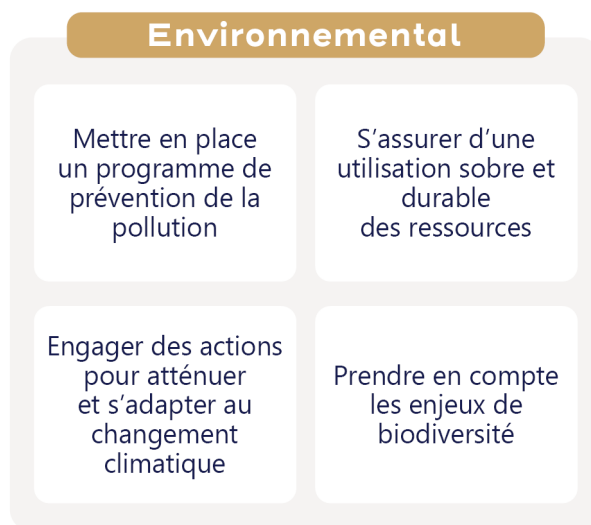 Environnemental
Mettre en place
un programme de
prévention de la
pollution
S’assurer d’une
utilisation sobre et
durable
des ressources
Engager des actions
pour atténuer
et s’adapter au
changement
climatique
Prendre en compte
les enjeux de
biodiversité